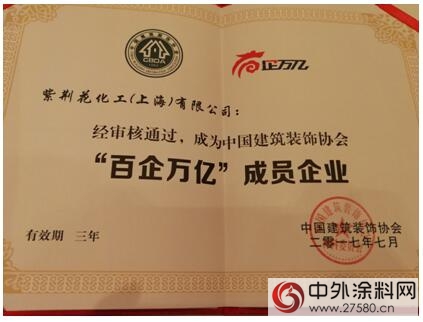 CBDA
百企万亿
紫荆花化工(上海)有限公司:
经审核通过,成为中国建筑装饰协会
“百企万亿”成员企业
有效期 三年
中国建筑装饰协会
二〇一七年七月
中外涂料网
www.27580.cn